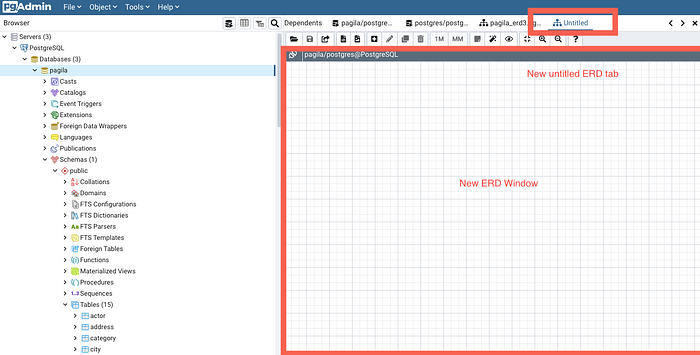 pgAdmin File Object Tools Help
Browser Dependents pagila/postgre... postgres/postg... pagila_erd3.
Untitled
Servers (3)
PostgreSQL
Databases (3)
pagila
Casts
Catalogs
Event Triggers
Extensions
Foreign Data Wrappers
Languages
Publications
Schemas (1)
public
Collations
Domains
FTS Configurations
FTS Dictionaries
FTS Parsers
FTS Templates
Foreign Tables
Functions
Materialized Views
Procedures
1..3 Sequences
Tables (15)
actor
address
category
city
1M MM
pagila/postgres@PostgreSQL
New untitled ERD tab
New ERD Window